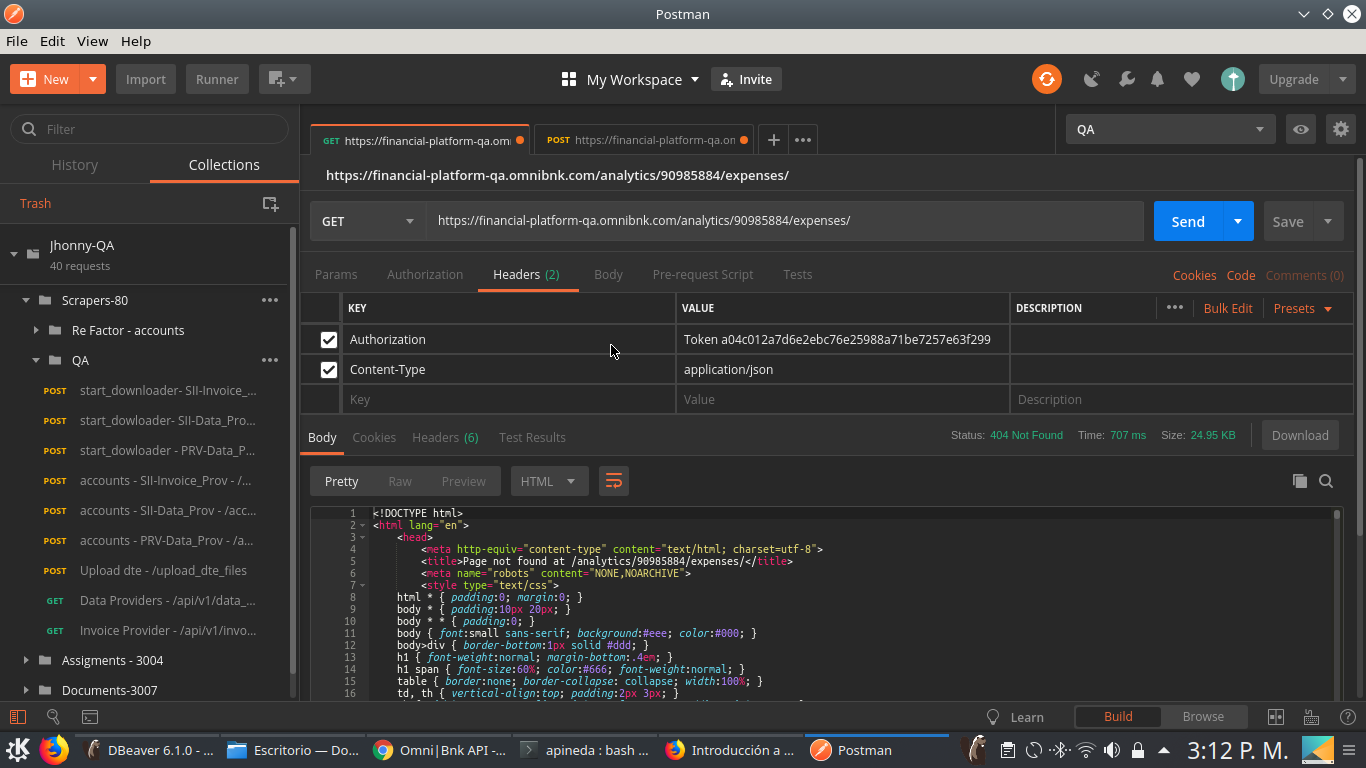 Postman
File Edit View Help
New Import Runner My Workspace Invite Upgrade
Filter
History Collections
Trash
Jhonny-QA
40 requests
Scrapers-80
Re Factor - accounts
QA
POST start_downloader- SII-Invoice_...
POST start_dowloader- SII-Data_Pro...
POST start_dowloader - PRV-Data_P...
POST accounts - SII-Invoice_Prov - /...
POST accounts - SII-Data_Prov - /acc...
POST accounts - PRV-Data_Prov - /a...
POST Upload dte - /upload_dte_files
GET Data Providers - /api/v1/data_...
GET Invoice Provider - /api/v1/invo...
Assigments - 3004
Documents-3007
GET https://financial-platform-qa.omi
POST https://financial-platform-qa.on
QA
https://financial-platform-qa.omnibnk.com/analytics/90985884/expenses/
GET https://financial-platform-qa.omnibnk.com/analytics/90985884/expenses/ Send Save
Params Authorization Headers (2) Body Pre-request Script Tests Cookies Code Comments (0)
KEY VALUE DESCRIPTION Bulk Edit Presets
Authorization Token a04c012a7d6e2ebc76e25988a71be7257e63f299
Content-Type application/json
Key Value Description
Body Cookies Headers (6) Test Results Status: 404 Not Found Time: 707 ms Size: 24.95 KB Download
Pretty Raw Preview HTML
1 <!DOCTYPE html>
2 <html lang="en">
3 <head>
4 <meta http-equiv="content-type" content="text/html; charset=utf-8">
5 <title>Page not found at /analytics/90985884/expenses/</title>
6 <meta name="robots" content="NONE,NOARCHIVE">
7 <style type="text/css">
8 html * { padding:0; margin:0; }
9 body * { padding:10px 20px; }
10 body * * { padding:0; }
11 body { font:small sans-serif; background:#eee; color:#000; }
12 body>div { border-bottom:1px solid #ddd; }
13 h1 { font-weight:normal; margin-bottom:.4em; }
14 h1 span { font-size:60%; color:#666; font-weight:normal; }
15 table { border:none; border-collapse: collapse; width:100%; }
16 td, th { vertical-align:top; padding:2px 3px; }
Learn Build Browse
DBeaver 6.1.0 - ... Escritorio — Do... Omni|Bnk API -... apineda : bash ... Introducción a ... Postman 3:12 P. M.